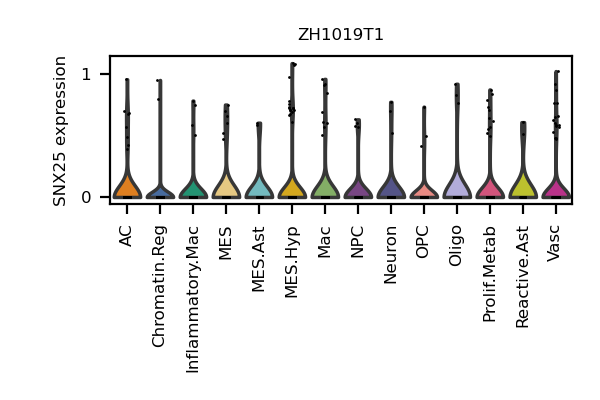 ZH1019T1
SNX25 expression
1
0
AC
Chromatin.Reg
Inflammatory.Mac
MES
MES.Ast
MES.Hyp
Mac
NPC
Neuron
OPC
Oligo
Prolif.Metab
Reactive.Ast
Vasc